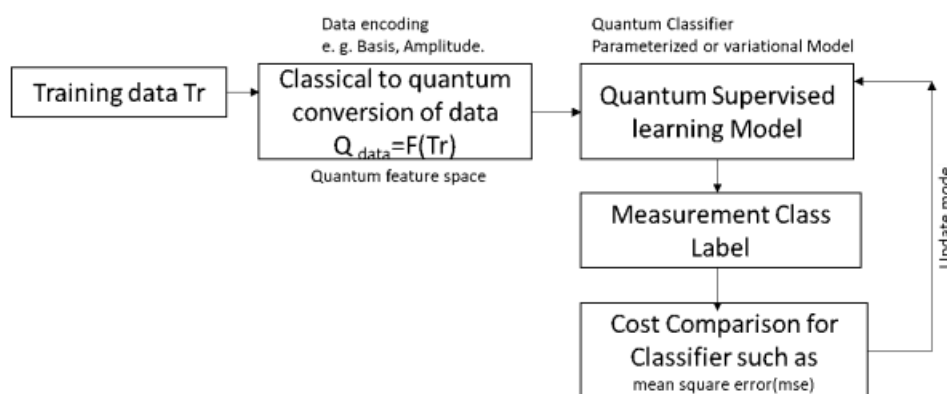 Data encoding
e. g. Basis, Amplitude.
Quantum Classifier
Parameterized or variational Model
Training data Tr
Classical to quantum
conversion of data
Q data=F(Tr)
Quantum feature space
Quantum Supervised
learning Model
Measurement Class
Label
Cost Comparison for
Classifier such as
mean square error(mse)
Update mode